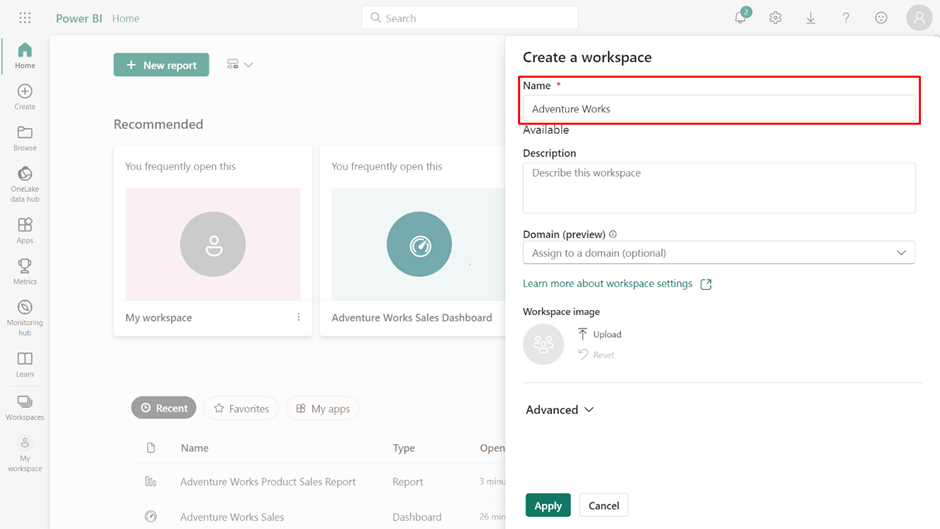 Power BI Home
Search
2
?
Home
Create
Browse
OneLake
data hub
Apps
Metrics
Monitoring
hub
Learn
Workspaces
My
workspace
+ New report
Recommended
You frequently open this
My workspace
You frequently open this
Adventure Works Sales Dashboard
Recent
Favorites
My apps
Name Type Open
Adventure Works Product Sales Report Report 3 minu
Adventure Works Sales Dashboard 26 min
Create a workspace
Name *
Adventure Works
Available
Description
Describe this workspace
Domain (preview)
Assign to a domain (optional)
Learn more about workspace settings
Workspace image
Upload
Reset
Advanced
Apply Cancel